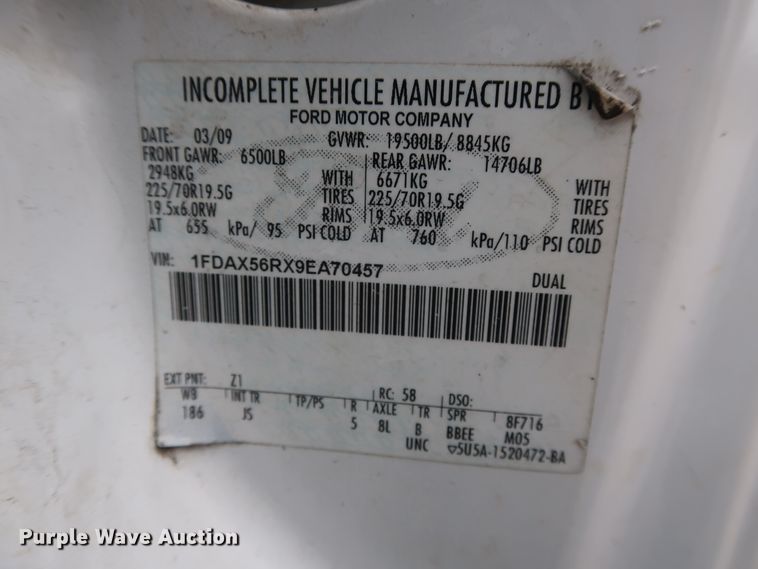 INCOMPLETE VEHICLE MANUFACTURED BY
FORD MOTOR COMPANY
DATE: 03/09 GVWR: 19500LB/ 8845KG
FRONT GAWR: 6500LB REAR GAWR: 14706LB
2948KG WITH 6671KG WITH
225/70R19.5G TIRES 225/70R19.5G TIRES
19.5x6.0RW RIMS 19.5x6.0RW RIMS
AT 655 kPa/ 95 PSI COLD AT 760 kPa/110 PSI COLD
VIN: 1FDAX56RX9EA70457 DUAL
EXT PNT: Z1 RC: 58 DSO:
WB INT TR TP/PS R AXLE TR SPR 8F716
186 JS 5 8L B BBEE M05
UNC ▽5U5A-1520472-BA
Purple Wave Auction